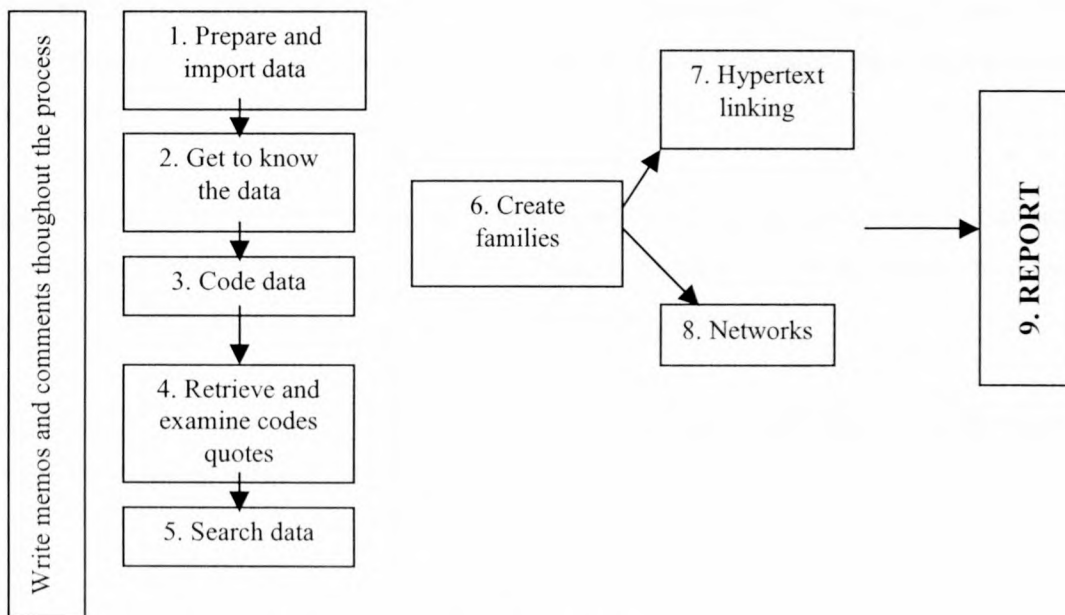 Write memos and comments thoughout the process
1. Prepare and
import data
2. Get to know
the data
3. Code data
4. Retrieve and
examine codes
quotes
5. Search data
6. Create
families
7. Hypertext
linking
8. Networks
9. REPORT